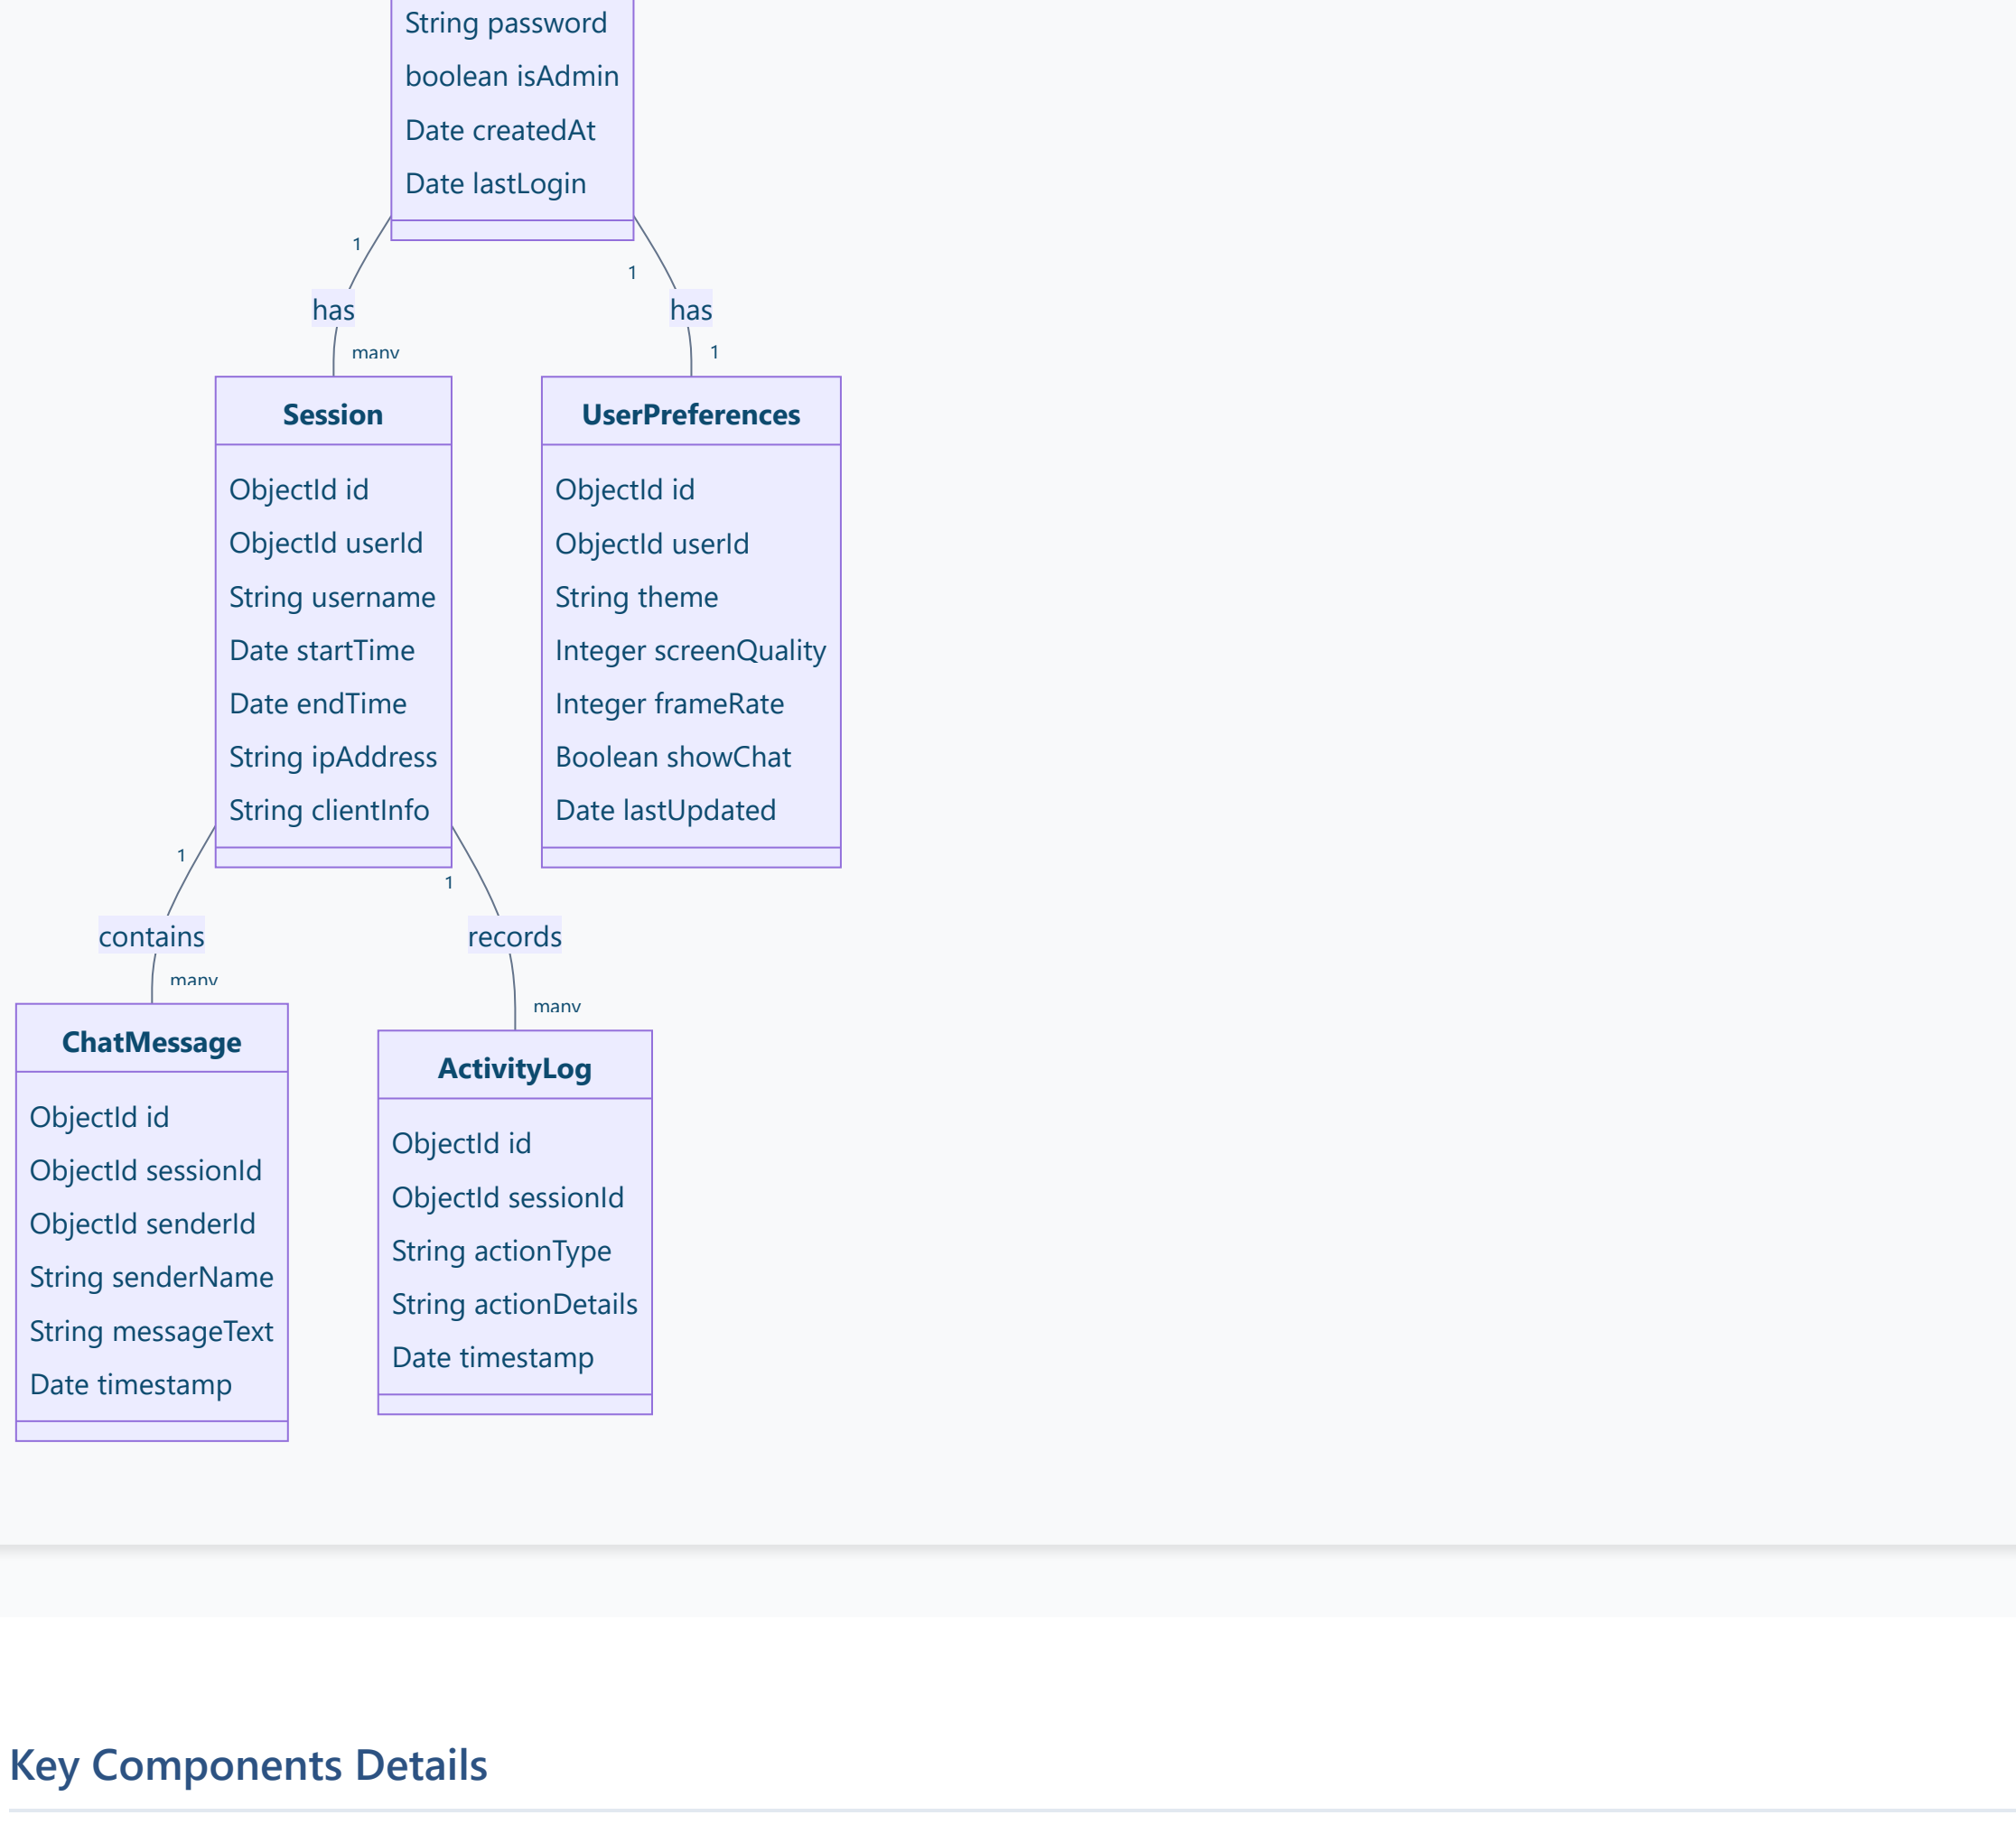 String password
boolean isAdmin
Date createdAt
Date lastLogin
1
1
has
has
many
1
Session
ObjectId id
ObjectId userId
String username
Date startTime
Date endTime
String ipAddress
String clientInfo
UserPreferences
ObjectId id
ObjectId userId
String theme
Integer screenQuality
Integer frameRate
Boolean showChat
Date lastUpdated
1
1
contains
records
many
many
ChatMessage
ObjectId id
ObjectId sessionId
ObjectId senderId
String senderName
String messageText
Date timestamp
ActivityLog
ObjectId id
ObjectId sessionId
String actionType
String actionDetails
Date timestamp
Key Components Details